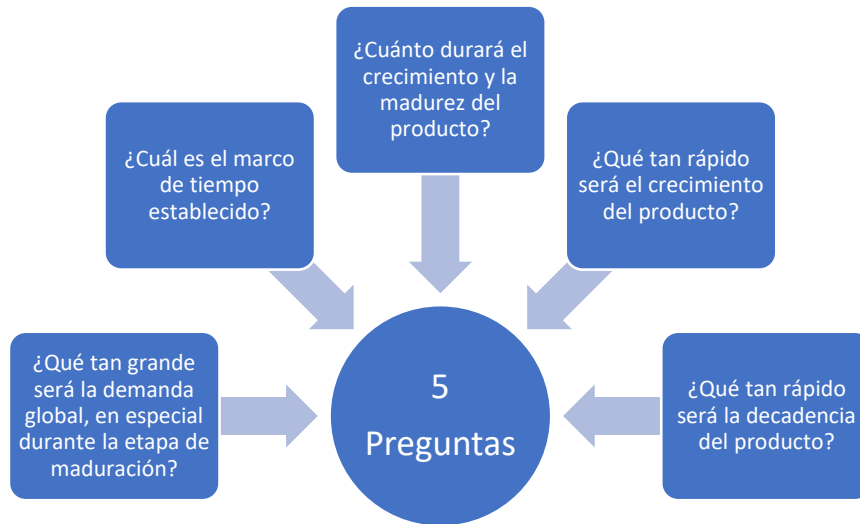 ¿Cuánto durará el
crecimiento y la
madurez del
producto?
¿Cuál es el marco
de tiempo
establecido?
¿Qué tan rápido
será el crecimiento
del producto?
¿Qué tan grande
será la demanda
global, en especial
durante la etapa de
maduración?
5
Preguntas
¿Qué tan rápido
será la decadencia
del producto?